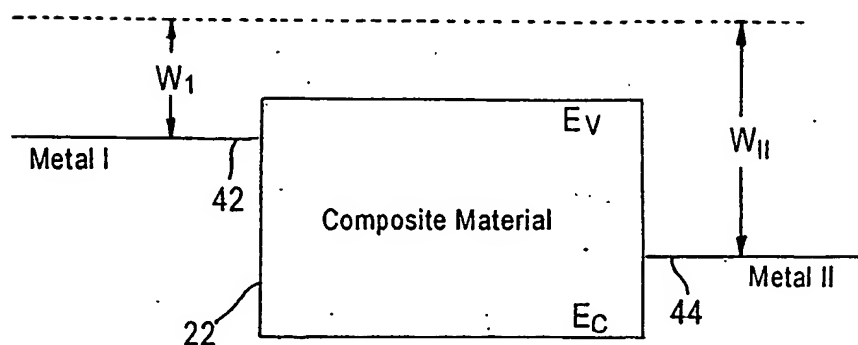 W1
WII
EV
Metal I
42
Composite Material
Metal II
44
22
EC